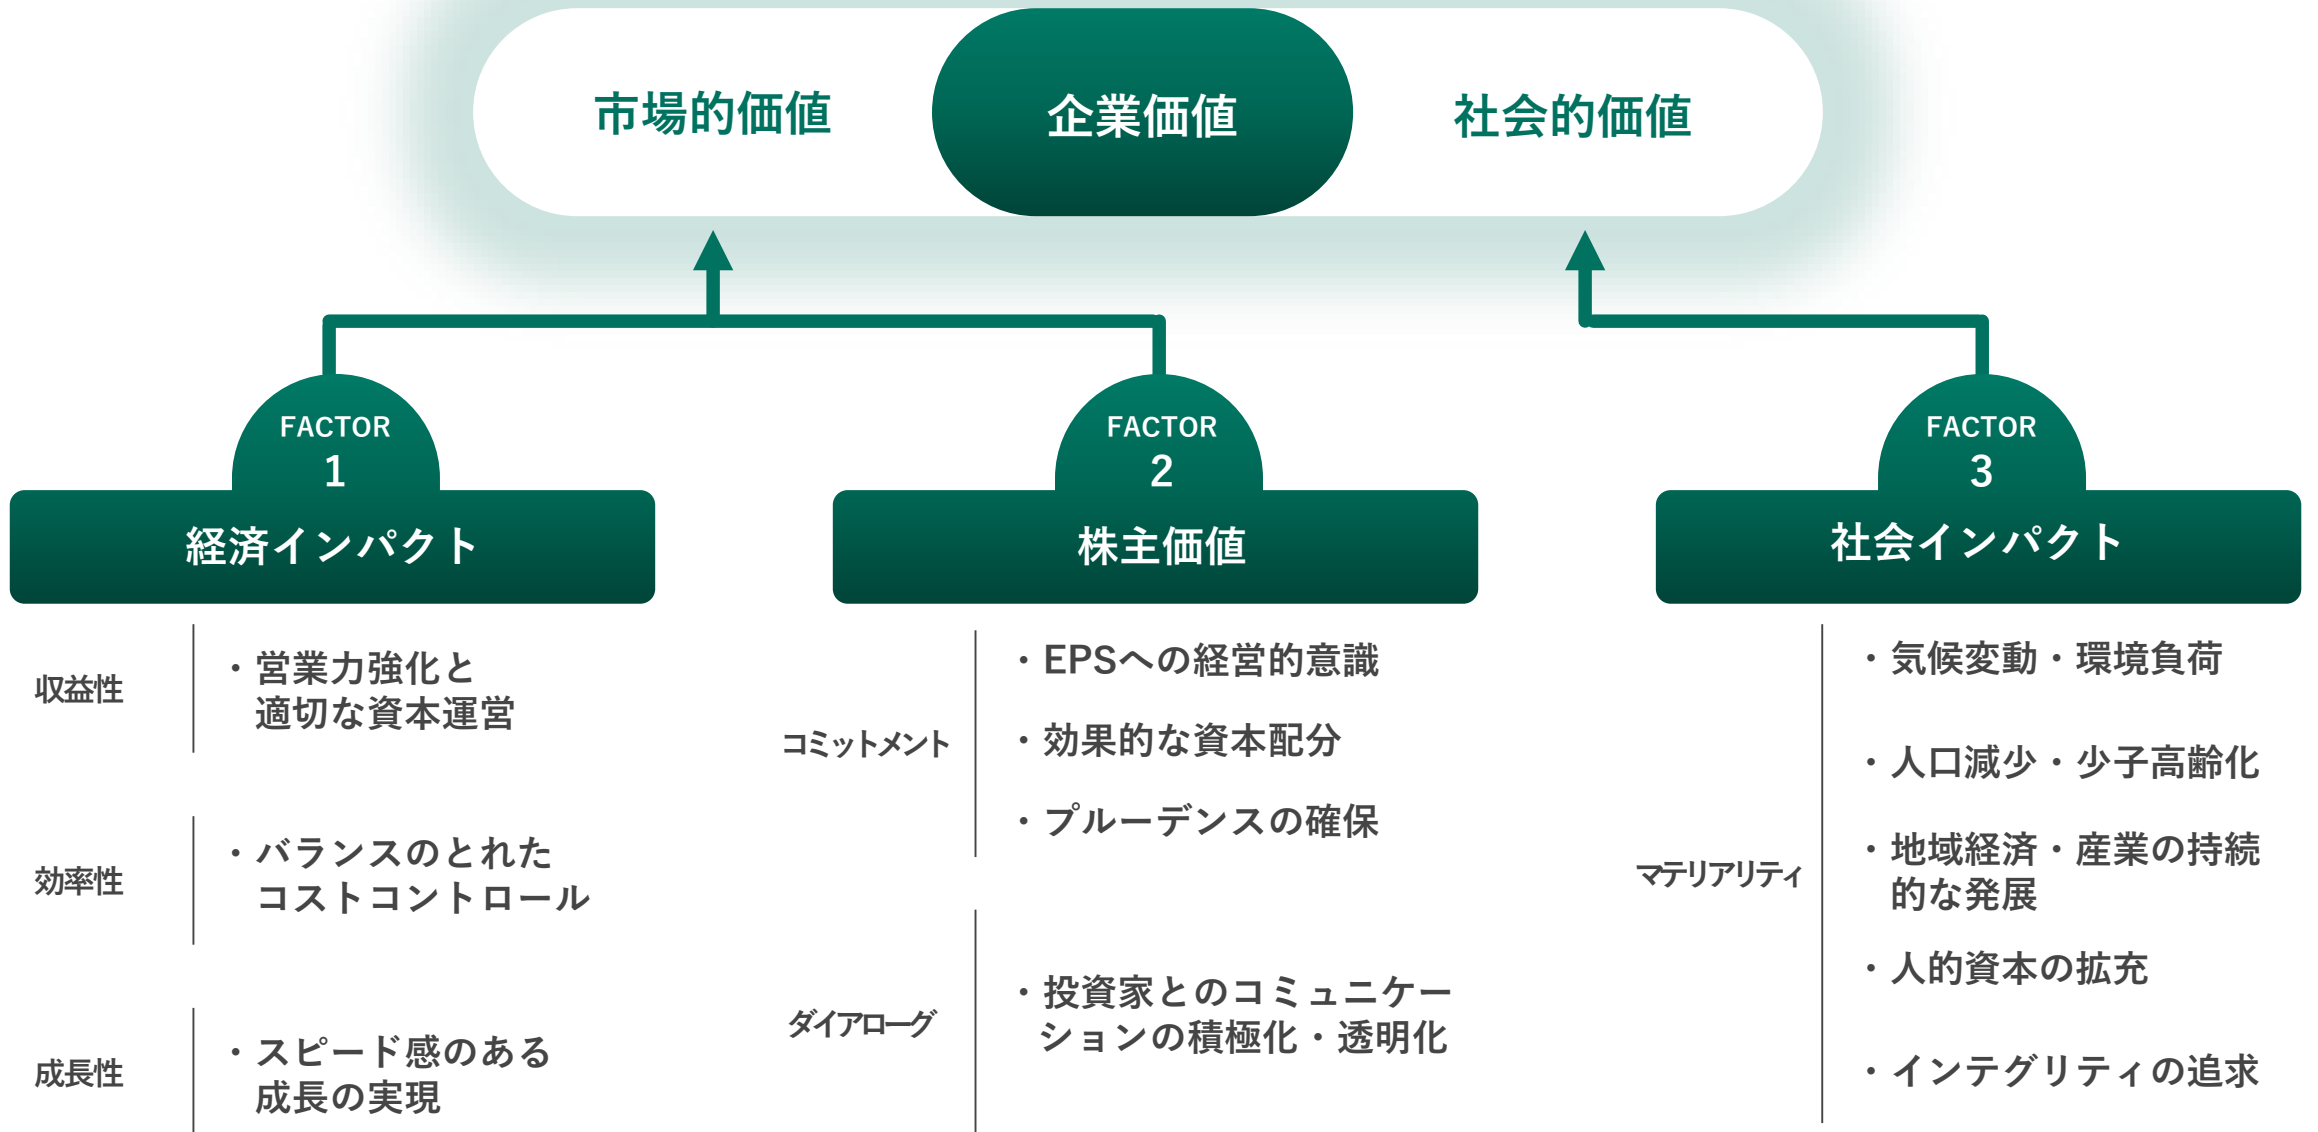 市場的価値
企業価値
社会的価値
FACTOR
1
経済インパクト
収益性
・営業力強化と
適切な資本運営
効率性
・バランスのとれた
コストコントロール
成長性
・スピード感のある
成長の実現
FACTOR
2
株主価値
コミットメント
・EPSへの経営的意識
・効果的な資本配分
・プルーデンスの確保
ダイアローグ
・投資家とのコミュニケー
ションの積極化・透明化
FACTOR
3
社会インパクト
マテリアリティ
・気候変動・環境負荷
・人口減少・少子高齢化
・地域経済・産業の持続
的な発展
・人的資本の拡充
・インテグリティの追求